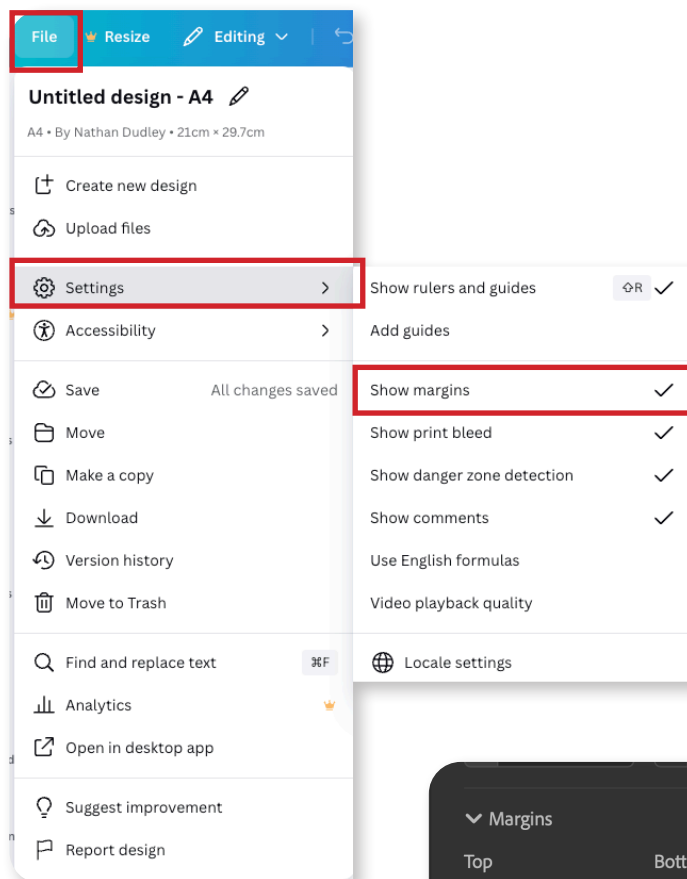 File Resize Editing
Untitled design - A4
A4 • By Nathan Dudley • 21cm × 29.7cm
Create new design
Upload files
Settings
Accessibility
Save All changes saved
Move
Make a copy
Download
Version history
Move to Trash
Find and replace text ⌘F
Analytics
Open in desktop app
Suggest improvement
Report design
Show rulers and guides ⇧R
Add guides
Show margins
Show print bleed
Show danger zone detection
Show comments
Use English formulas
Video playback quality
Locale settings
Margins
Top Bott